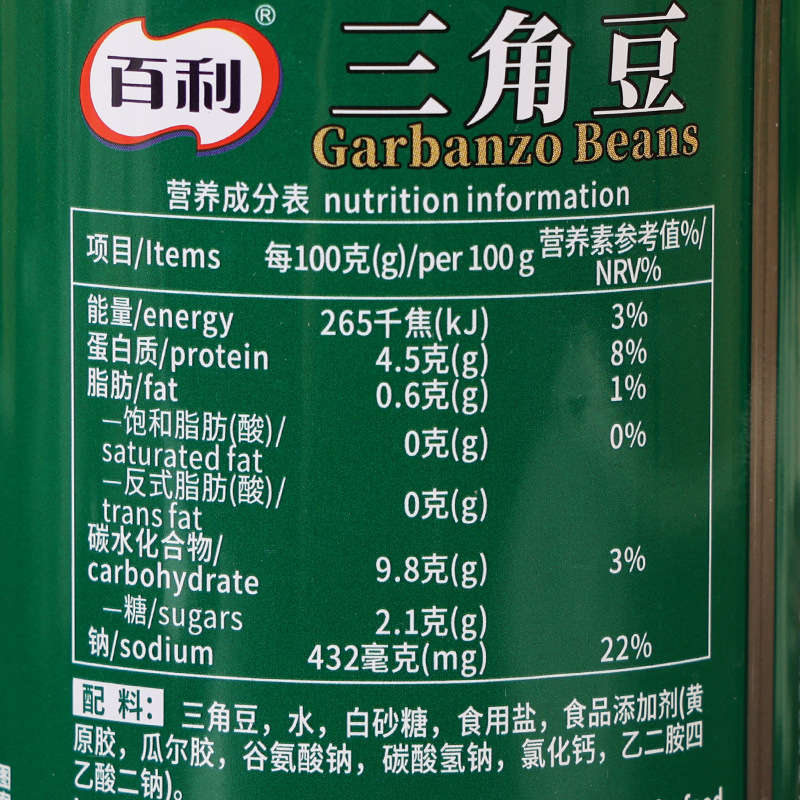 百利®
三角豆
Garbanzo Beans
营养成分表 nutrition information
项目/Items 每100克(g)/per 100 g 营养素参考值%/
NRV%
能量/energy 265千焦(kJ) 3%
蛋白质/protein 4.5克(g) 8%
脂肪/fat 0.6克(g) 1%
—饱和脂肪(酸)/
saturated fat 0克(g) 0%
—反式脂肪(酸)/
trans fat 0克(g)
碳水化合物/
carbohydrate 9.8克(g) 3%
—糖/sugars 2.1克(g)
钠/sodium 432毫克(mg) 22%
配 料: 三角豆，水，白砂糖，食用盐，食品添加剂(黄
原胶，瓜尔胶，谷氨酸钠，碳酸氢钠，氯化钙，乙二胺四
乙酸二钠)。
food